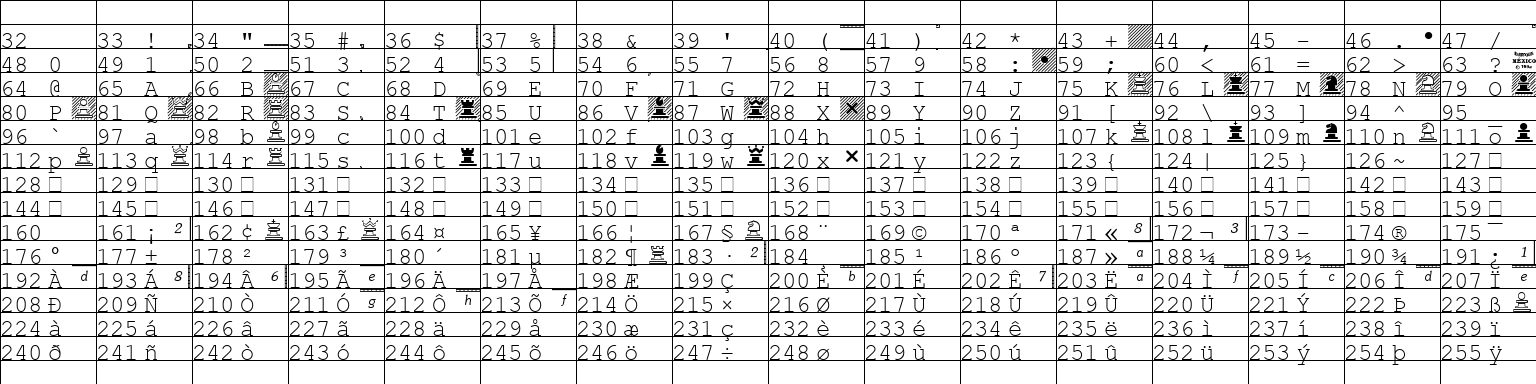 32 33 ! 34 " 35 # 36 $ 37 % 38 & 39 ' 40 ( 41 ) 42 * 43 + 44 , 45 - 46 . 47 /
48 0 49 1 50 2 51 3 52 4 53 5 54 6 55 7 56 8 57 9 58 : 59 ; 60 < 61 = 62 > 63 ? MÉXICO
64 @ 65 A 66 B 67 C 68 D 69 E 70 F 71 G 72 H 73 I 74 J 75 K 76 L 77 M 78 N 79 O
80 P 81 Q 82 R 83 S 84 T 85 U 86 V 87 W 88 X 89 Y 90 Z 91 [ 92 \ 93 ] 94 ^ 95
96 ` 97 a 98 b 99 c 100 d 101 e 102 f 103 g 104 h 105 i 106 j 107 k 108 l 109 m 110 n 111 o
112 p 113 q 114 r 115 s 116 t 117 u 118 v 119 w 120 x 121 y 122 z 123 { 124 | 125 } 126 ~ 127 □
128 □ 129 □ 130 □ 131 □ 132 □ 133 □ 134 □ 135 □ 136 □ 137 □ 138 □ 139 □ 140 □ 141 □ 142 □ 143 □
144 □ 145 □ 146 □ 147 □ 148 □ 149 □ 150 □ 151 □ 152 □ 153 □ 154 □ 155 □ 156 □ 157 □ 158 □ 159 □
160 161 ¡ 2 162 ¢ 163 £ 164 ¤ 165 ¥ 166 ¦ 167 § 168 ¨ 169 © 170 ª 171 « 8 172 ¬ 3 173 - 174 ® 175 ¯
176 ° 177 ± 178 ² 179 ³ 180 ´ 181 µ 182 ¶ 183 · 2 184 185 ¹ 186 º 187 » a 188 ¼ 189 ½ 190 ¾ 191 ¿ 1
192 À d 193 Á 8 194 Â 6 195 Ã e 196 Ä 197 Å 198 Æ 199 Ç 200 È b 201 É 202 Ê 7 203 Ë a 204 Ì f 205 Í c 206 Î d 207 Ï e
208 Ð 209 Ñ 210 Ò 211 Ó g 212 Ô h 213 Õ f 214 Ö 215 × 216 Ø 217 Ù 218 Ú 219 Û 220 Ü 221 Ý 222 Þ 223 ß
224 à 225 á 226 â 227 ã 228 ä 229 å 230 æ 231 ç 232 è 233 é 234 ê 235 ë 236 ì 237 í 238 î 239 ï
240 ð 241 ñ 242 ò 243 ó 244 ô 245 õ 246 ö 247 ÷ 248 ø 249 ù 250 ú 251 û 252 ü 253 ý 254 þ 255 ÿ